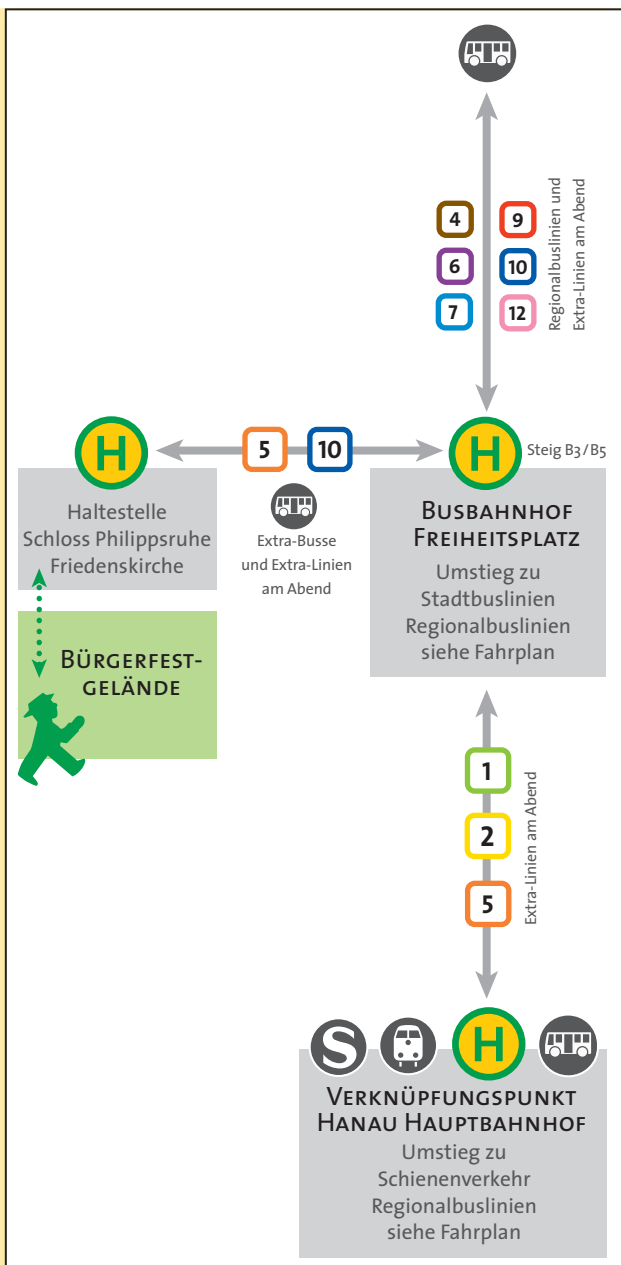 4
9
6
10
7
12
Regionalbuslinien und
Extra-Linien am Abend
H
5
10
H
Steig B3/B5
Haltestelle
Schloss Philippsruhe
Friedenskirche
Extra-Busse
und Extra-Linien
am Abend
Busbahnhof
Freiheitsplatz
Umstieg zu
Stadtbuslinien
Regionalbuslinien
siehe Fahrplan
Bürgerfest-
gelände
1
2
5
Extra-Linien am Abend
S
H
Verknüpfungspunkt
Hanau Hauptbahnhof
Umstieg zu
Schienenverkehr
Regionalbuslinien
siehe Fahrplan